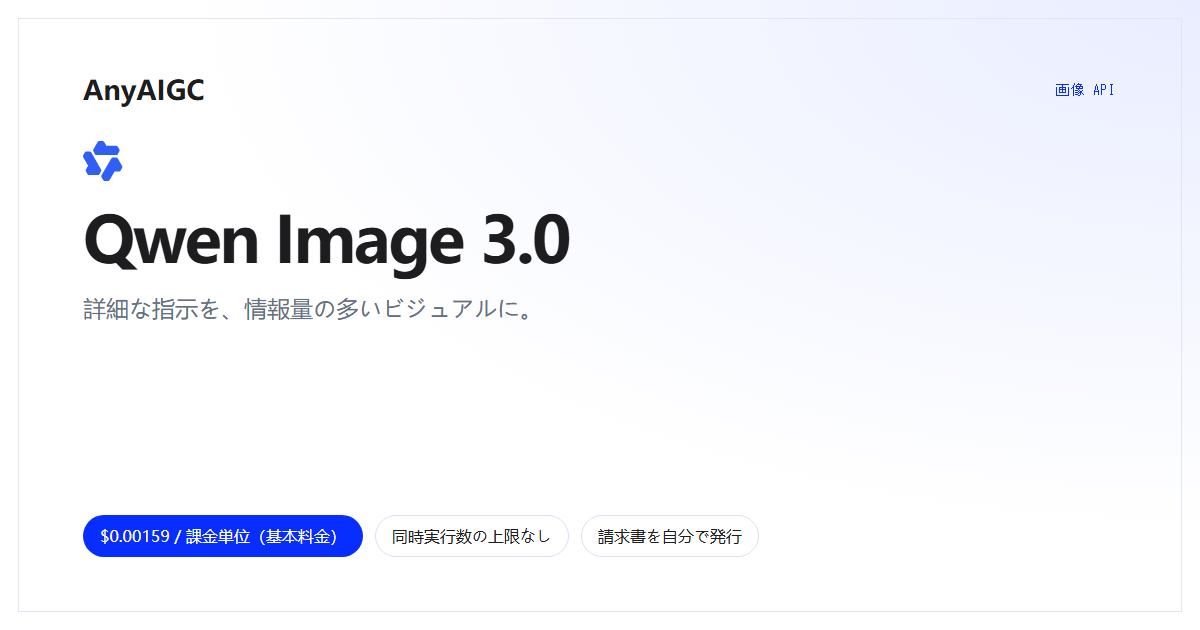 AnyAIGC
画像 API
Qwen Image 3.0
詳細な指示を、情報量の多いビジュアルに。
$0.00159 / 課金単位（基本料金）
同時実行数の上限なし
請求書を自分で発行